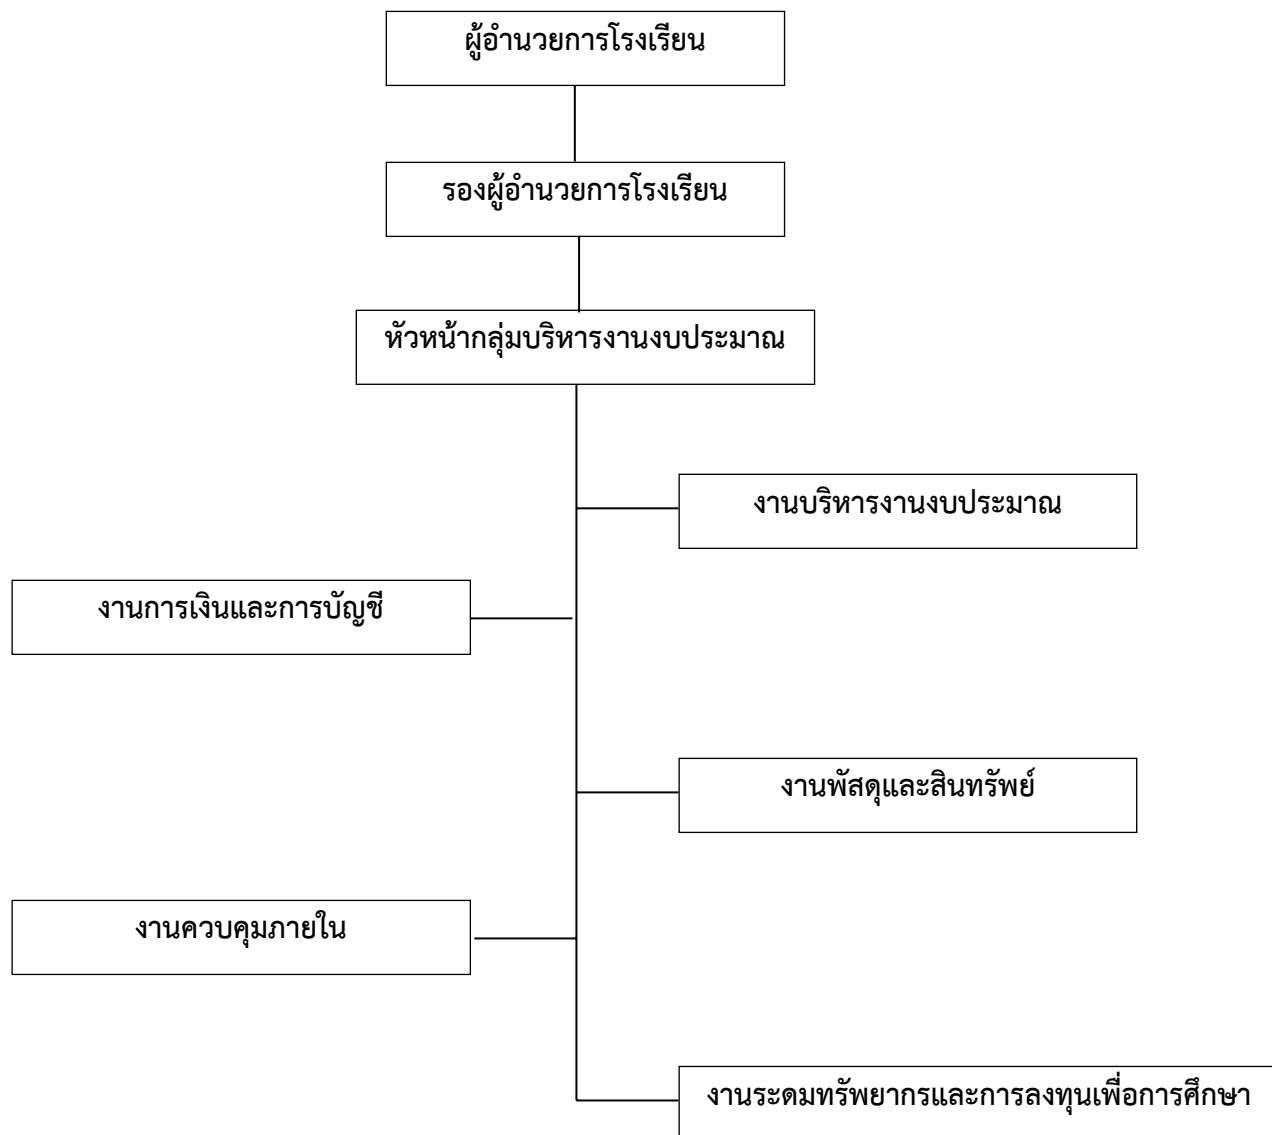 ผู้อำนวยการโรงเรียน
รองผู้อำนวยการโรงเรียน
หัวหน้ากลุ่มบริหารงานงบประมาณ
งานบริหารงานงบประมาณ
งานการเงินและการบัญชี
งานพัสดุและสินทรัพย์
งานควบคุมภายใน
งานระดมทรัพยากรและการลงทุนเพื่อการศึกษา